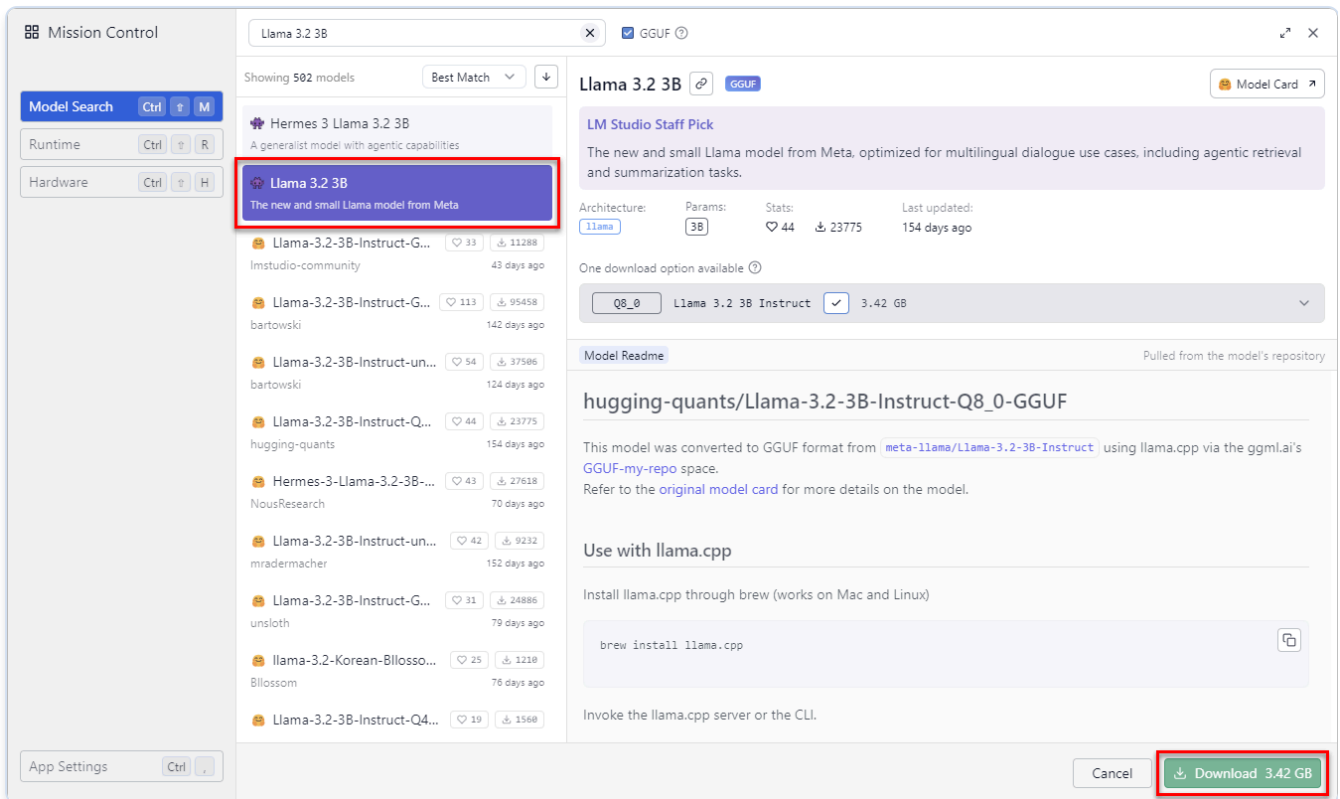 Mission Control
Model Search Ctrl ⇧ M
Runtime Ctrl ⇧ R
Hardware Ctrl ⇧ H
App Settings Ctrl ,
Llama 3.2 3B
GGUF
Showing 502 models Best Match
Hermes 3 Llama 3.2 3B
A generalist model with agentic capabilities
Llama 3.2 3B
The new and small Llama model from Meta
Llama-3.2-3B-Instruct-G... 33 11288
lmstudio-community 43 days ago
Llama-3.2-3B-Instruct-G... 113 95458
bartowski 142 days ago
Llama-3.2-3B-Instruct-un... 54 37506
bartowski 124 days ago
Llama-3.2-3B-Instruct-Q... 44 23775
hugging-quants 154 days ago
Hermes-3-Llama-3.2-3B-... 43 27618
NousResearch 70 days ago
Llama-3.2-3B-Instruct-un... 42 9232
mradermacher 152 days ago
Llama-3.2-3B-Instruct-G... 31 24886
unsloth 79 days ago
llama-3.2-Korean-Bllosso... 25 1210
Bllossom 76 days ago
Llama-3.2-3B-Instruct-Q4... 19 1560
Llama 3.2 3B GGUF Model Card
LM Studio Staff Pick
The new and small Llama model from Meta, optimized for multilingual dialogue use cases, including agentic retrieval
and summarization tasks.
Architecture: Params: Stats: Last updated:
llama 3B 44 23775 154 days ago
One download option available
Q8_0 Llama 3.2 3B Instruct 3.42 GB
Model Readme Pulled from the model's repository
hugging-quants/Llama-3.2-3B-Instruct-Q8_0-GGUF
This model was converted to GGUF format from meta-llama/Llama-3.2-3B-Instruct using llama.cpp via the ggml.ai's
GGUF-my-repo space.
Refer to the original model card for more details on the model.
Use with llama.cpp
Install llama.cpp through brew (works on Mac and Linux)
brew install llama.cpp
Invoke the llama.cpp server or the CLI.
Cancel Download 3.42 GB